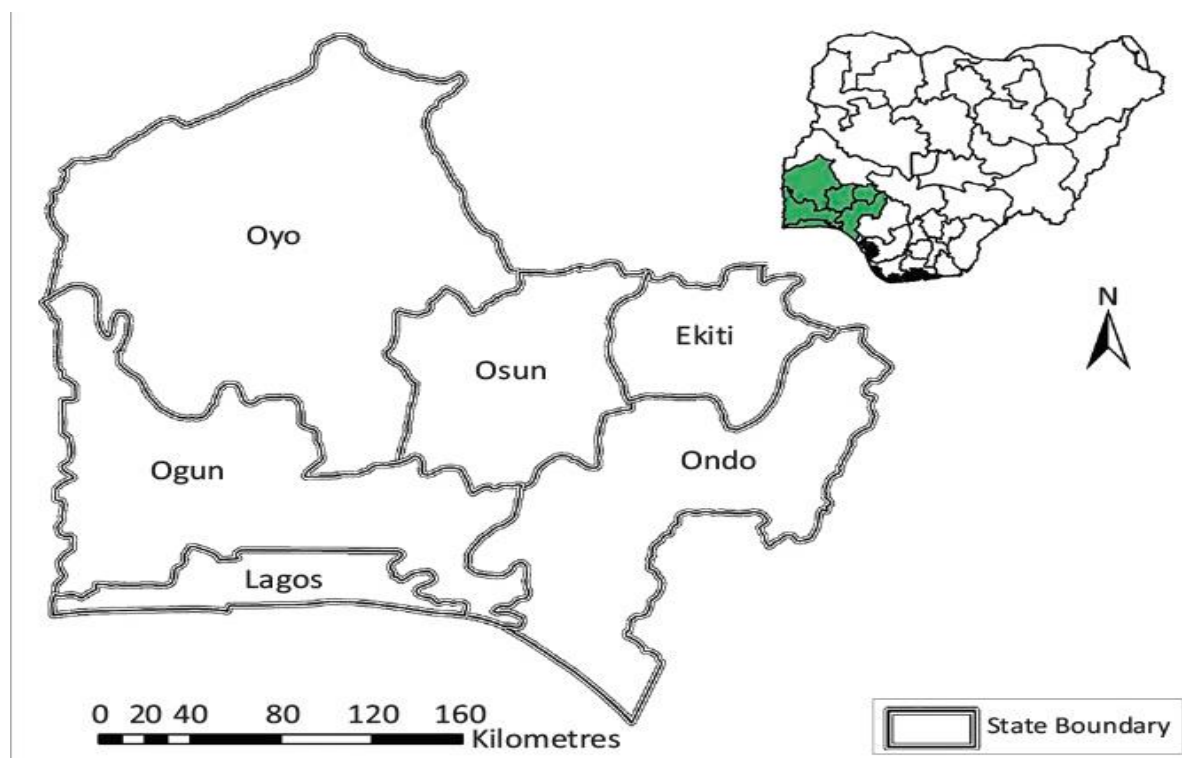 Oyo
N
Ekiti
Osun
Ogun
Ondo
Lagos
0 20 40 80 120 160
Kilometres
State Boundary